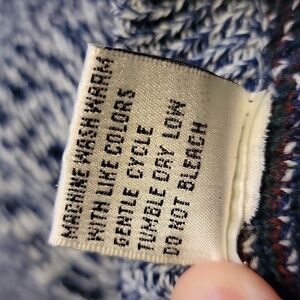 MACHINE WASH WARM
WITH LIKE COLORS
GENTLE CYCLE
TUMBLE DRY LOW
DO NOT BLEACH